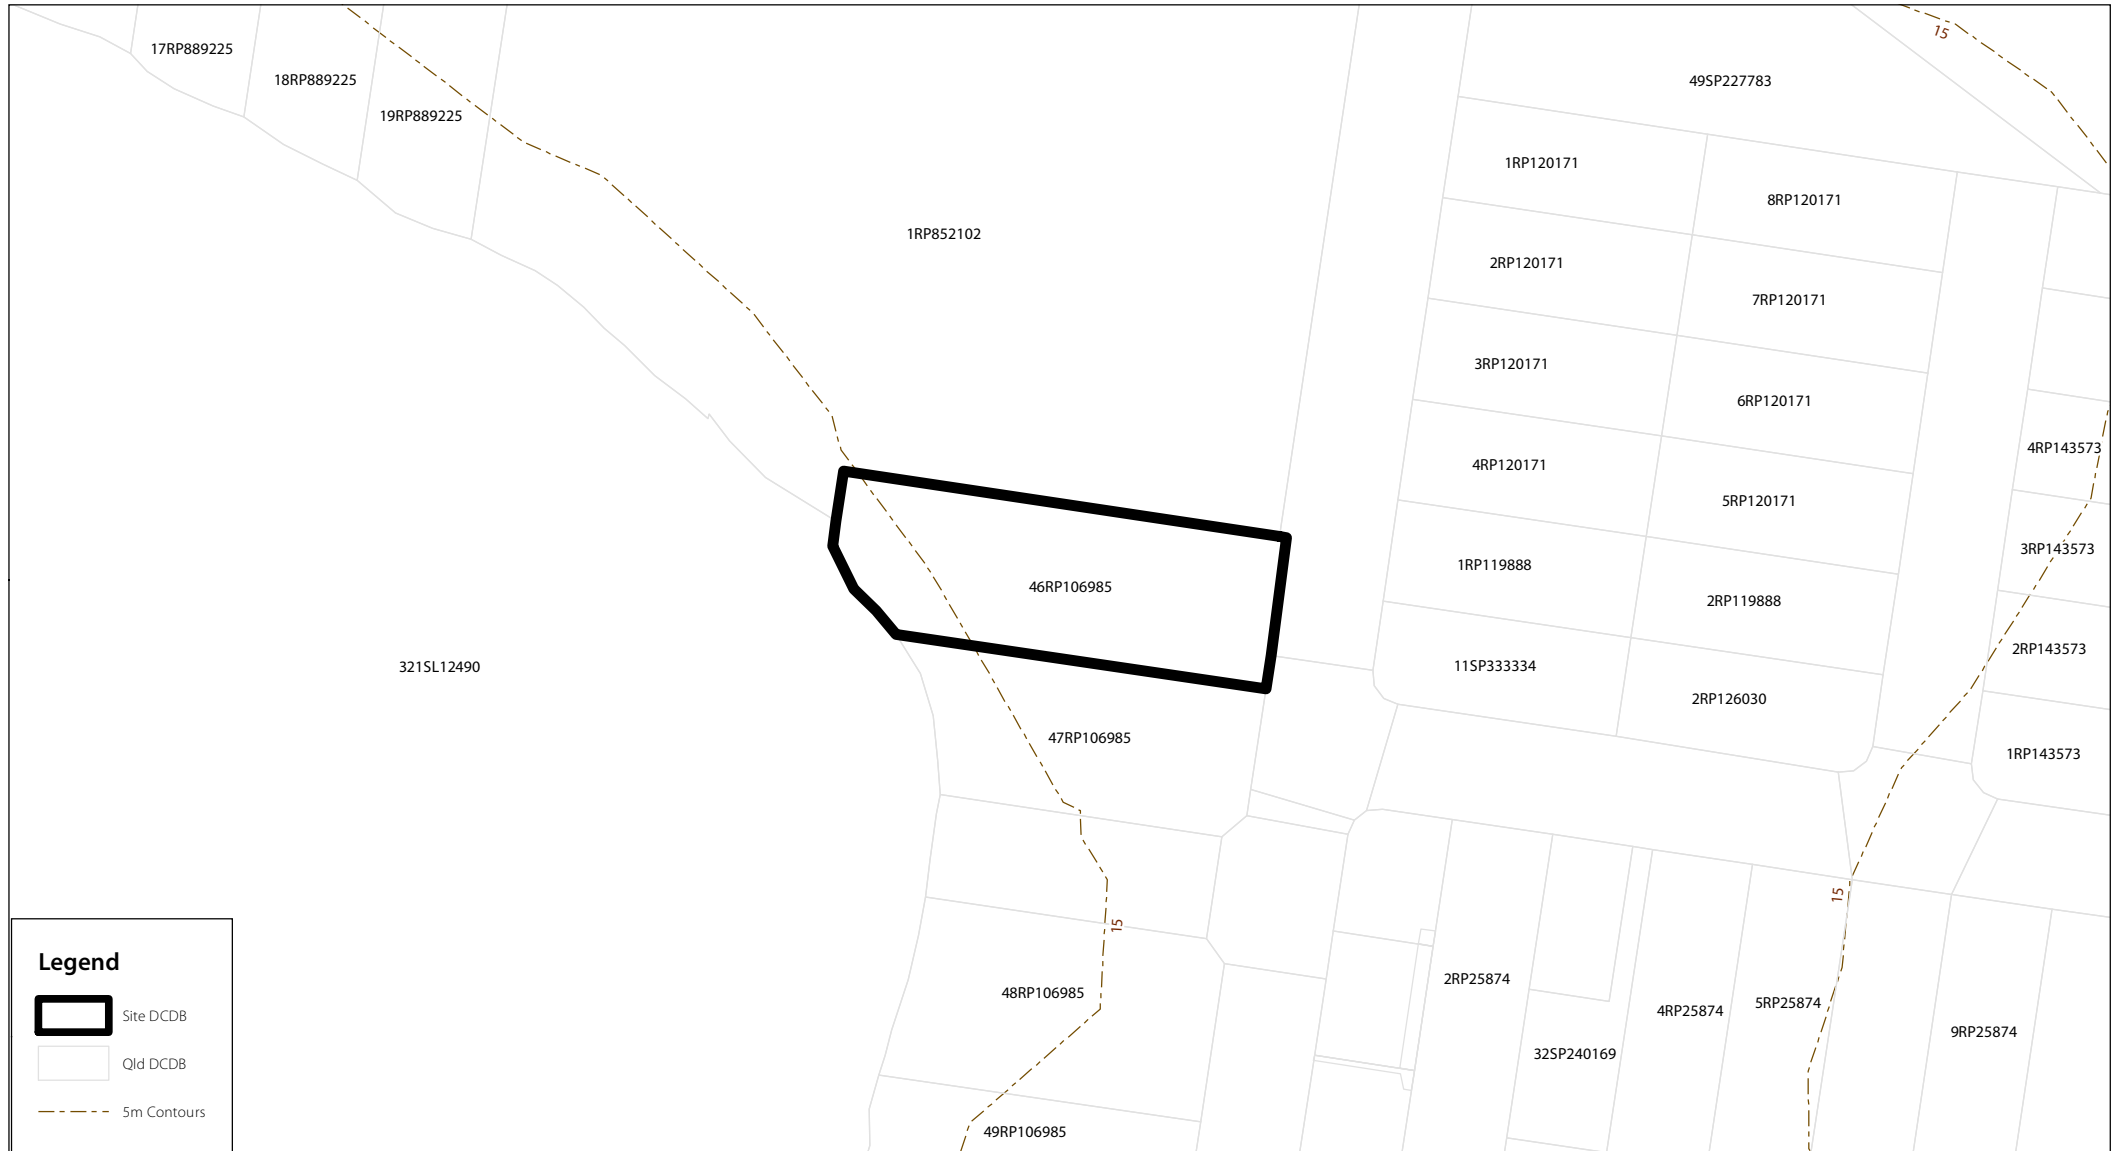 17RP889225
18RP889225
19RP889225
15
49SP227783
1RP120171
8RP120171
1RP852102
2RP120171
7RP120171
3RP120171
6RP120171
4RP143573
4RP120171
5RP120171
3RP143573
1RP119888
46RP106985
2RP119888
2RP143573
321SL12490
11SP333334
2RP126030
47RP106985
1RP143573
15
15
2RP25874
48RP106985
5RP25874
4RP25874
9RP25874
32SP240169
49RP106985
Legend
Site DCDB
Qld DCDB
5m Contours